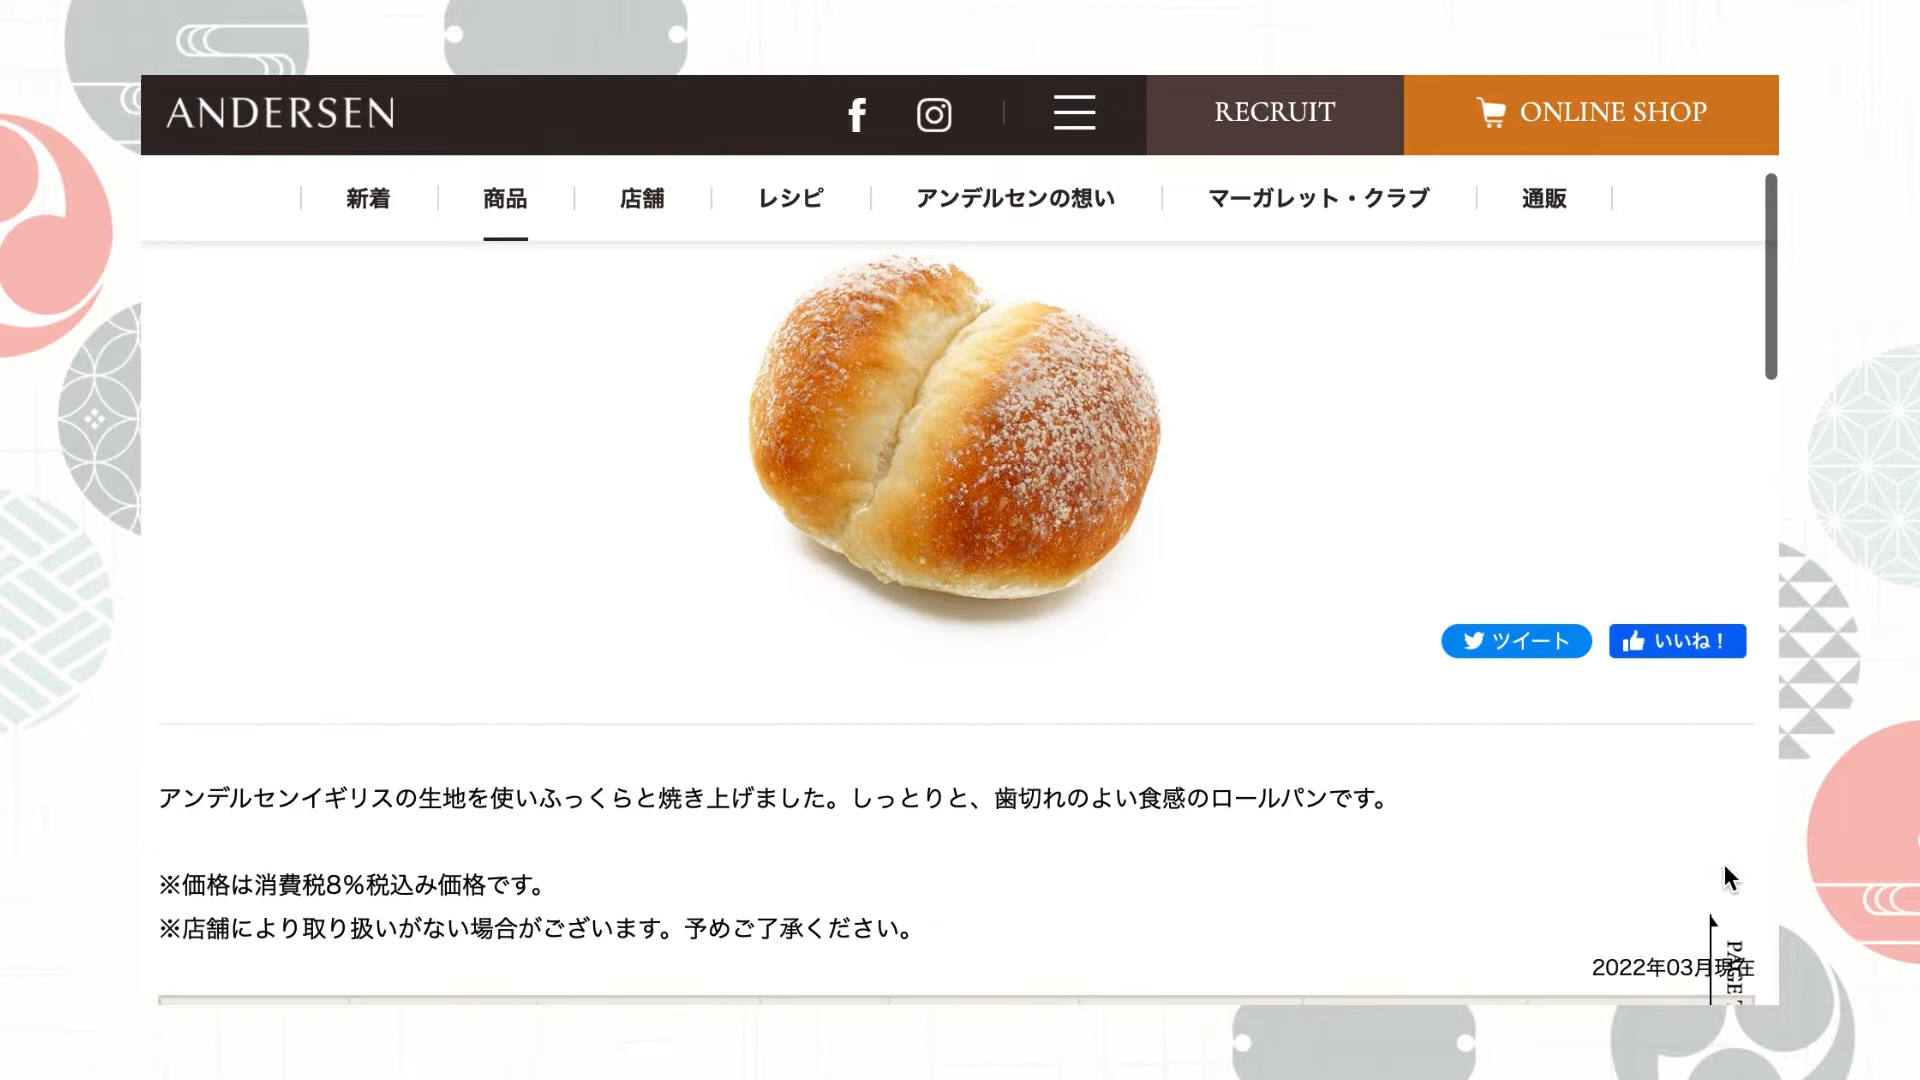 ANDERSEN
RECRUIT
ONLINE SHOP
新着
商品
店舗
レシピ
アンデルセンの想い
マーガレット・クラブ
通販
ツイート
いいね！
アンデルセンイギリスの生地を使いふっくらと焼き上げました。しっとりと、歯切れのよい食感のロールパンです。
※価格は消費税8%税込み価格です。
※店舗により取り扱いがない場合がございます。予めご了承ください。
2022年03月現在
PAGE